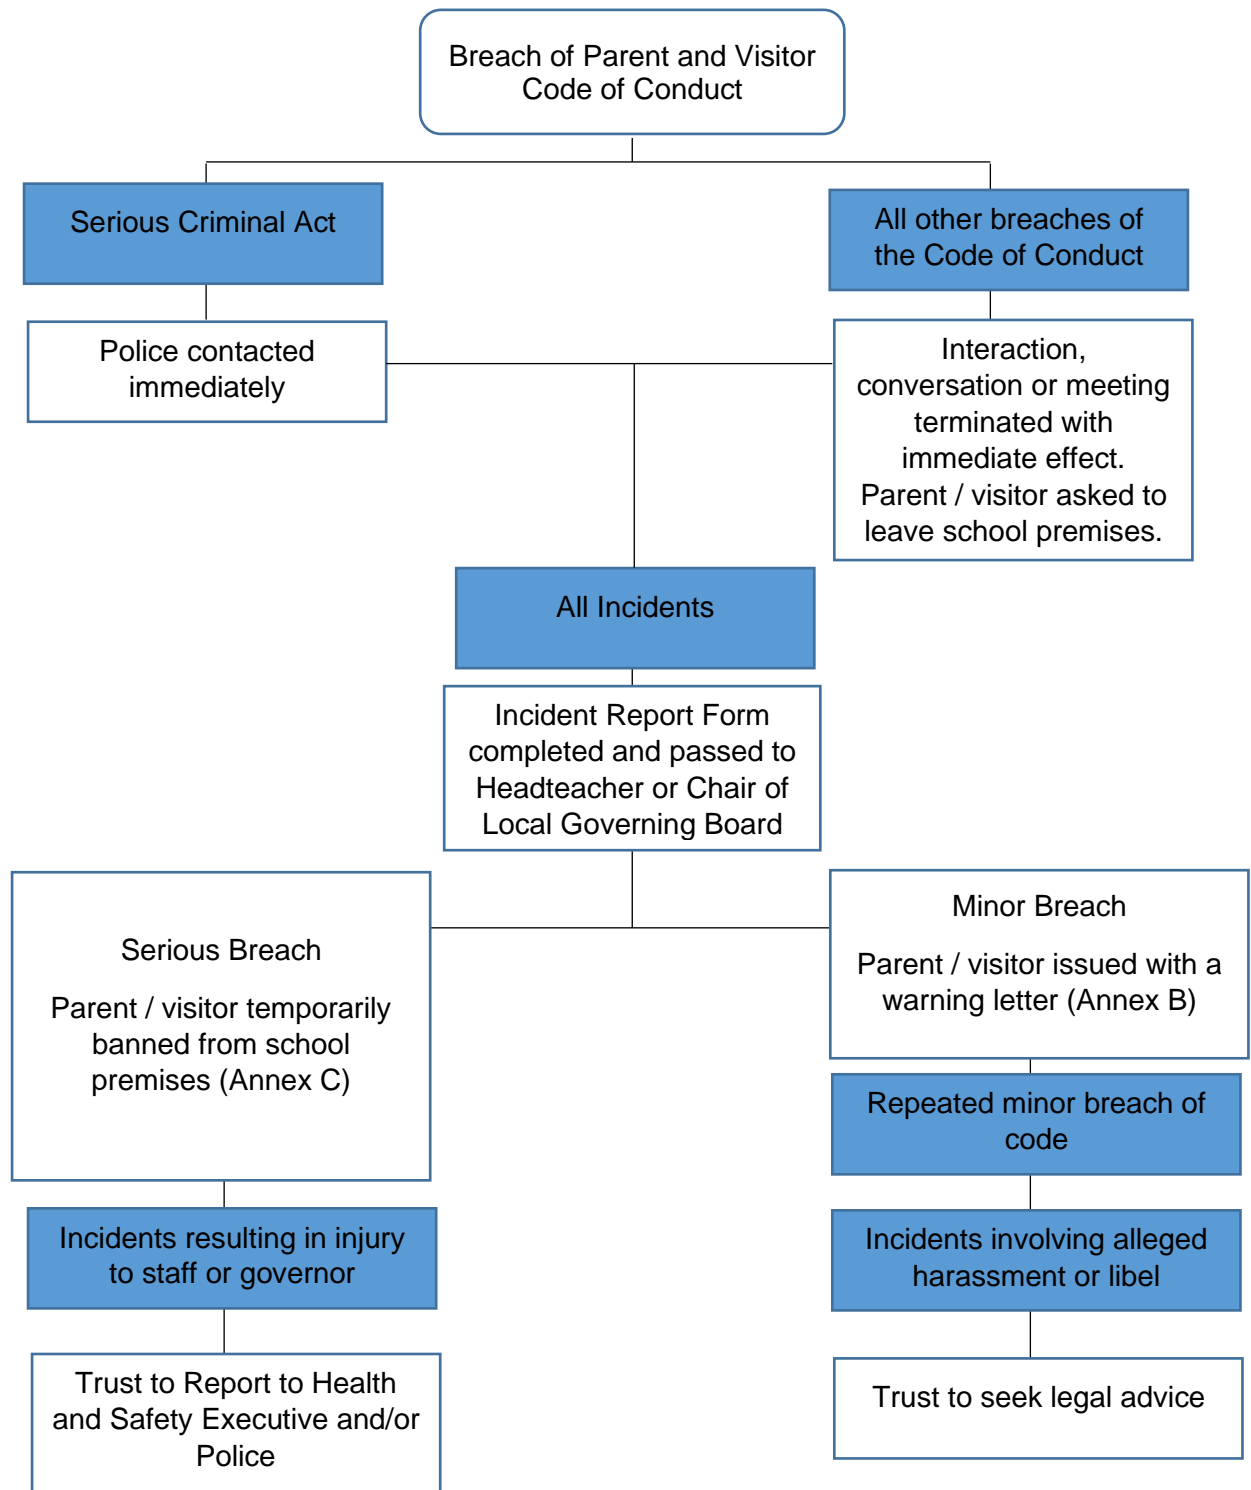 Breach of Parent and Visitor
Code of Conduct
Serious Criminal Act
All other breaches of
the Code of Conduct
Police contacted
immediately
Interaction,
conversation or meeting
terminated with
immediate effect.
Parent / visitor asked to
leave school premises.
All Incidents
Incident Report Form
completed and passed to
Headteacher or Chair of
Local Governing Board
Serious Breach
Parent / visitor temporarily
banned from school
premises (Annex C)
Minor Breach
Parent / visitor issued with a
warning letter (Annex B)
Repeated minor breach of
code
Incidents resulting in injury
to staff or governor
Incidents involving alleged
harassment or libel
Trust to Report to Health
and Safety Executive and/or
Police
Trust to seek legal advice